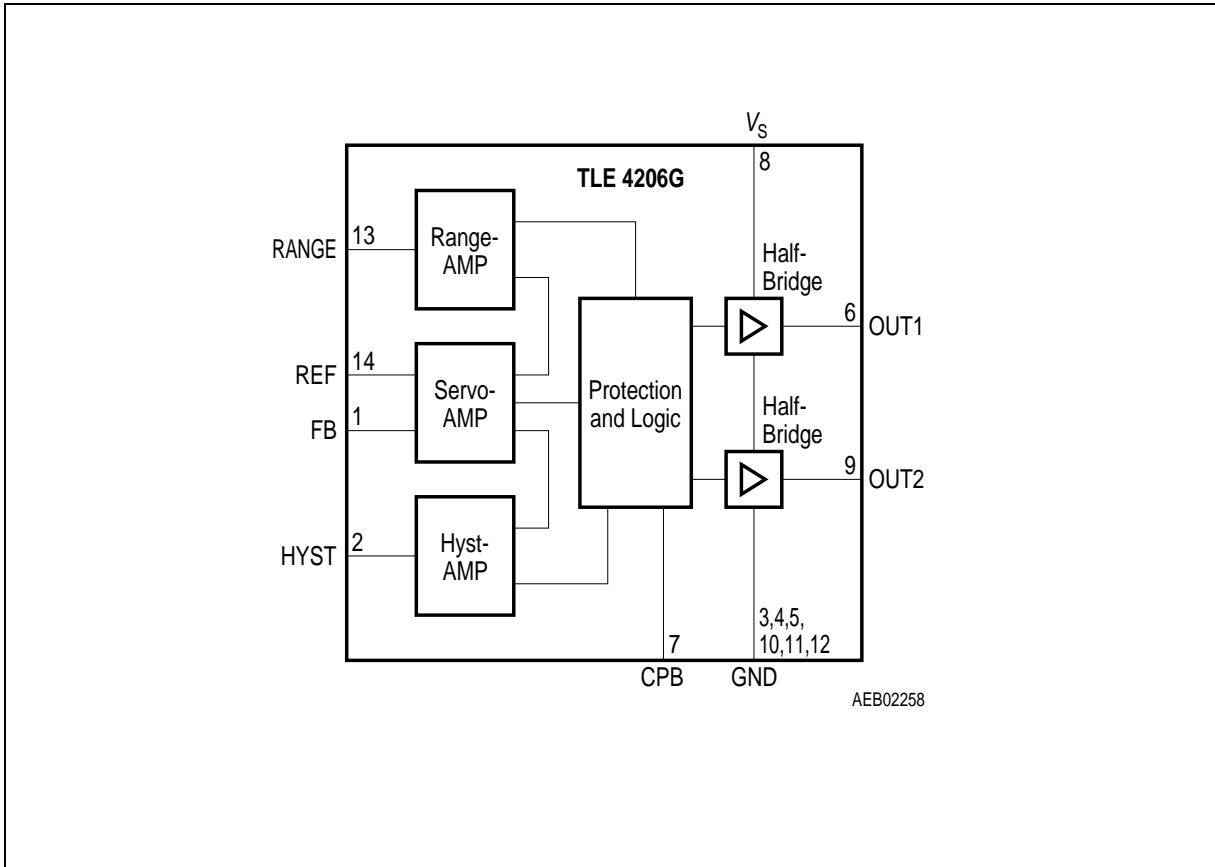 VS
8
TLE 4206G
RANGE
13
Range-
AMP
Half-
Bridge
6
OUT1
REF
14
Servo-
AMP
FB
1
Protection
and Logic
Half-
Bridge
9
OUT2
HYST
2
Hyst-
AMP
7
CPB
3,4,5,
10,11,12
GND
AEB02258